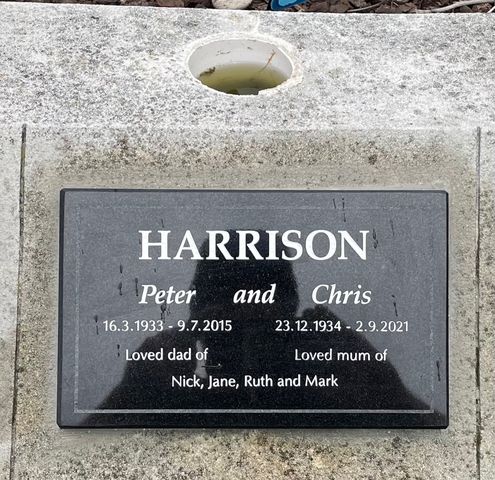 HARRISON
Peter and Chris
16.3.1933 - 9.7.2015 23.12.1934 - 2.9.2021
Loved dad of Loved mum of
Nick, Jane, Ruth and Mark